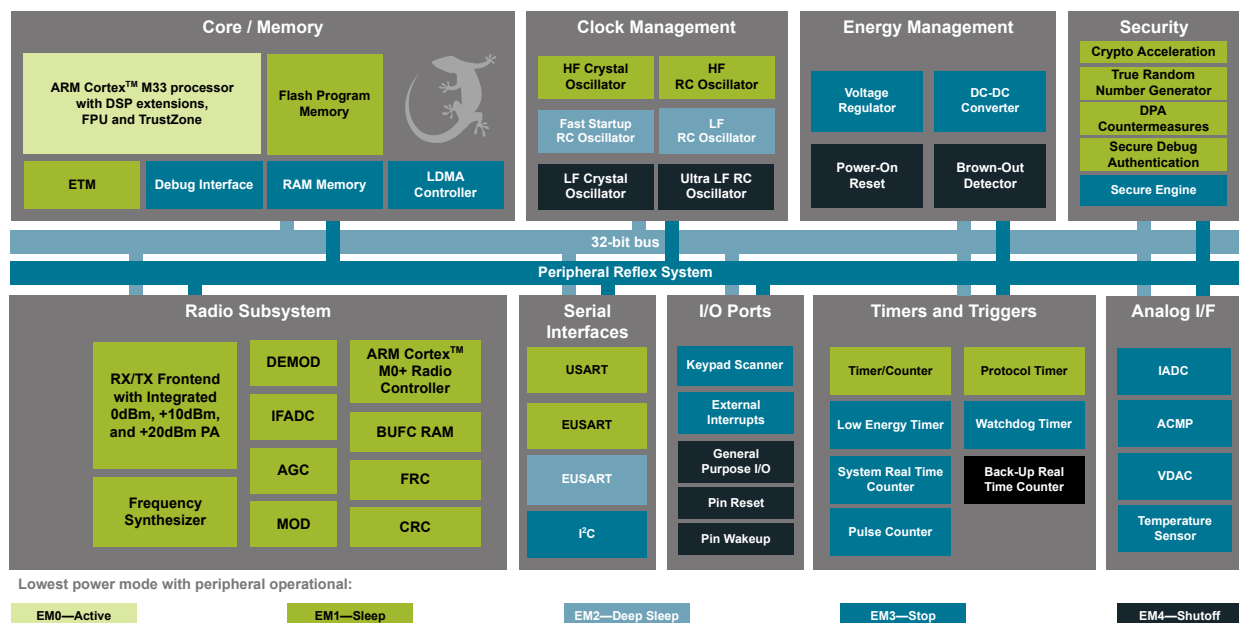 Core / Memory
ARM Cortex™ M33 processor
with DSP extensions,
FPU and TrustZone
Flash Program
Memory
ETM
Debug Interface
RAM Memory
LDMA
Controller
Clock Management
HF Crystal
Oscillator
HF
RC Oscillator
Fast Startup
RC Oscillator
LF
RC Oscillator
LF Crystal
Oscillator
Ultra LF RC
Oscillator
Energy Management
Voltage
Regulator
DC-DC
Converter
Power-On
Reset
Brown-Out
Detector
Security
Crypto Acceleration
True Random
Number Generator
DPA
Countermeasures
Secure Debug
Authentication
Secure Engine
32-bit bus
Peripheral Reflex System
Radio Subsystem
RX/TX Frontend
with Integrated
0dBm, +10dBm,
and +20dBm PA
Frequency
Synthesizer
DEMOD
IFADC
AGC
MOD
ARM Cortex™
M0+ Radio
Controller
BUFC RAM
FRC
CRC
Serial
Interfaces
USART
EUSART
EUSART
I²C
I/O Ports
Keypad Scanner
External
Interrupts
General
Purpose I/O
Pin Reset
Pin Wakeup
Timers and Triggers
Timer/Counter
Protocol Timer
Low Energy Timer
Watchdog Timer
System Real Time
Counter
Back-Up Real
Time Counter
Pulse Counter
Analog I/F
IADC
ACMP
VDAC
Temperature
Sensor
Lowest power mode with peripheral operational:
EM0—Active
EM1—Sleep
EM2—Deep Sleep
EM3—Stop
EM4—Shutoff